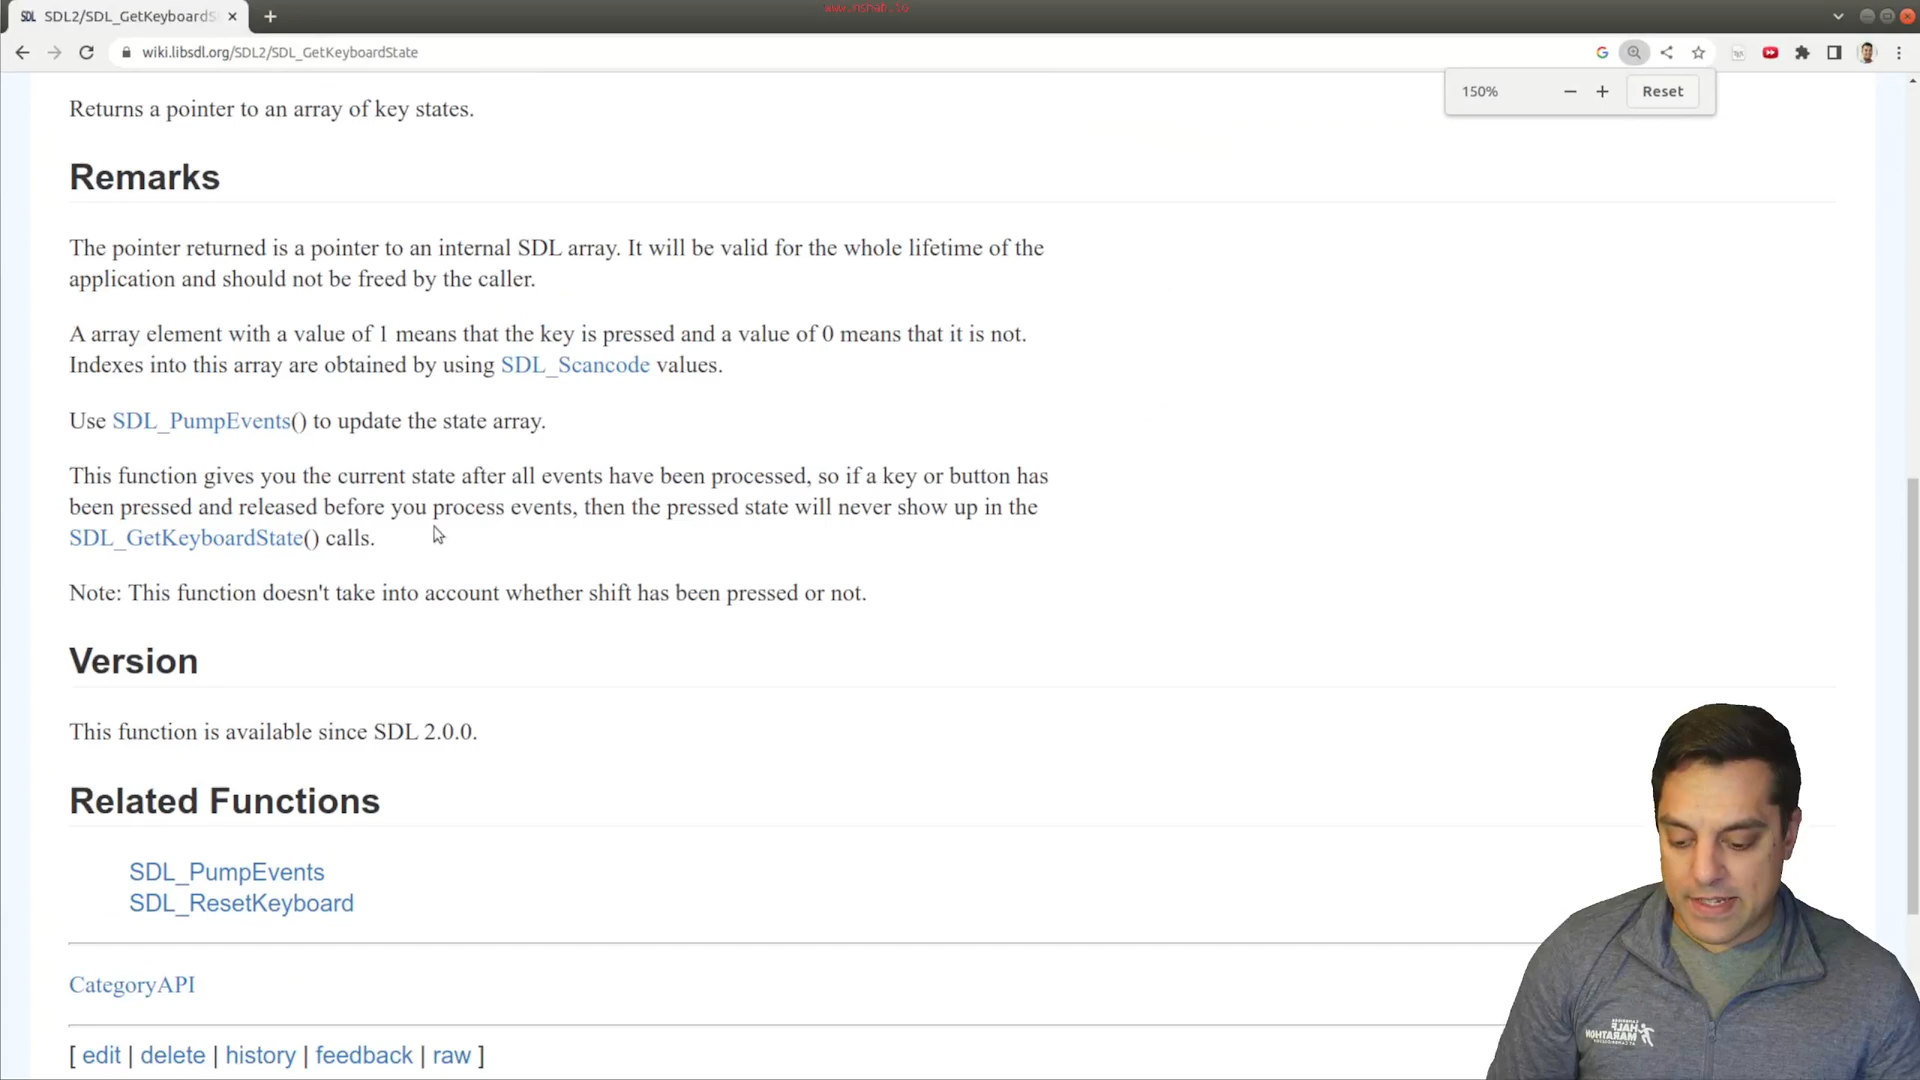 SDL SDL2/SDL_GetKeyboardS
wiki.libsdl.org/SDL2/SDL_GetKeyboardState
150%
Reset
Returns a pointer to an array of key states.
Remarks
The pointer returned is a pointer to an internal SDL array. It will be valid for the whole lifetime of the
application and should not be freed by the caller.
A array element with a value of 1 means that the key is pressed and a value of 0 means that it is not.
Indexes into this array are obtained by using SDL_Scancode values.
Use SDL_PumpEvents() to update the state array.
This function gives you the current state after all events have been processed, so if a key or button has
been pressed and released before you process events, then the pressed state will never show up in the
SDL_GetKeyboardState() calls.
Note: This function doesn't take into account whether shift has been pressed or not.
Version
This function is available since SDL 2.0.0.
Related Functions
SDL_PumpEvents
SDL_ResetKeyboard
CategoryAPI
[ edit | delete | history | feedback | raw ]
HALF
MARATHON